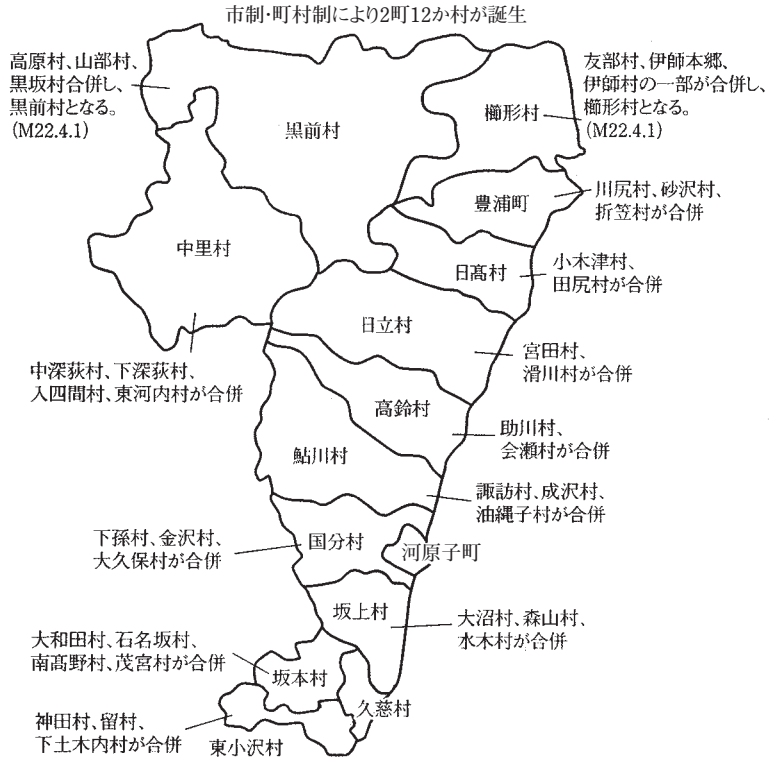 市制・町村制により2町12か村が誕生
高原村、山部村、
黒坂村合併し、
黒前村となる。
(M22.4.1)
友部村、伊師本郷、
伊師村の一部が合併し、
櫛形村となる。
(M22.4.1)
黒前村
櫛形村
豊浦町
川尻村、砂沢村、
折笠村が合併
中里村
日高村
小木津村、
田尻村が合併
日立村
宮田村、
滑川村が合併
中深荻村、下深荻村、
入四間村、東河内村が合併
高鈴村
助川村、
会瀬村が合併
鮎川村
諏訪村、成沢村、
油縄子村が合併
下孫村、金沢村、
大久保村が合併
国分村
河原子町
坂上村
大沼村、森山村、
水木村が合併
大和田村、石名坂村、
南高野村、茂宮村が合併
坂本村
久慈村
神田村、留村、
下土木内村が合併
東小沢村